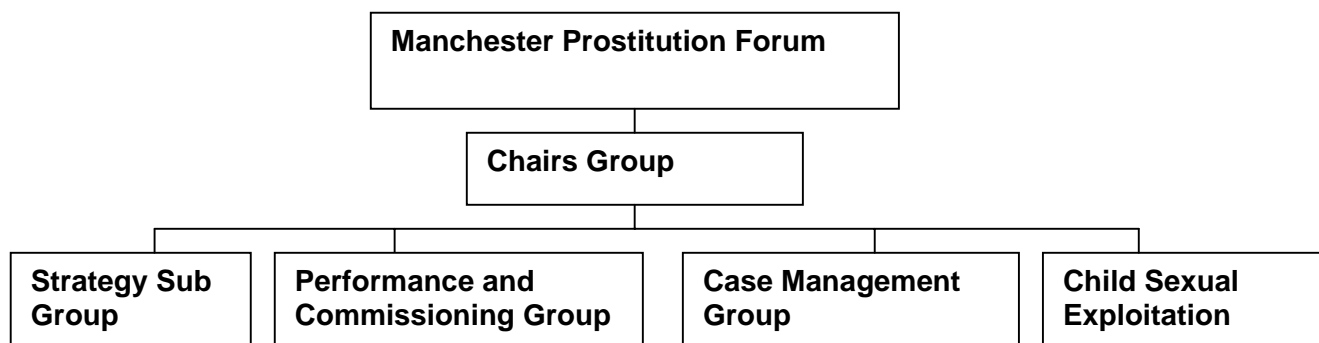 Manchester Prostitution Forum
Chairs Group
Strategy Sub
Group
Performance and
Commissioning Group
Case Management
Group
Child Sexual
Exploitation